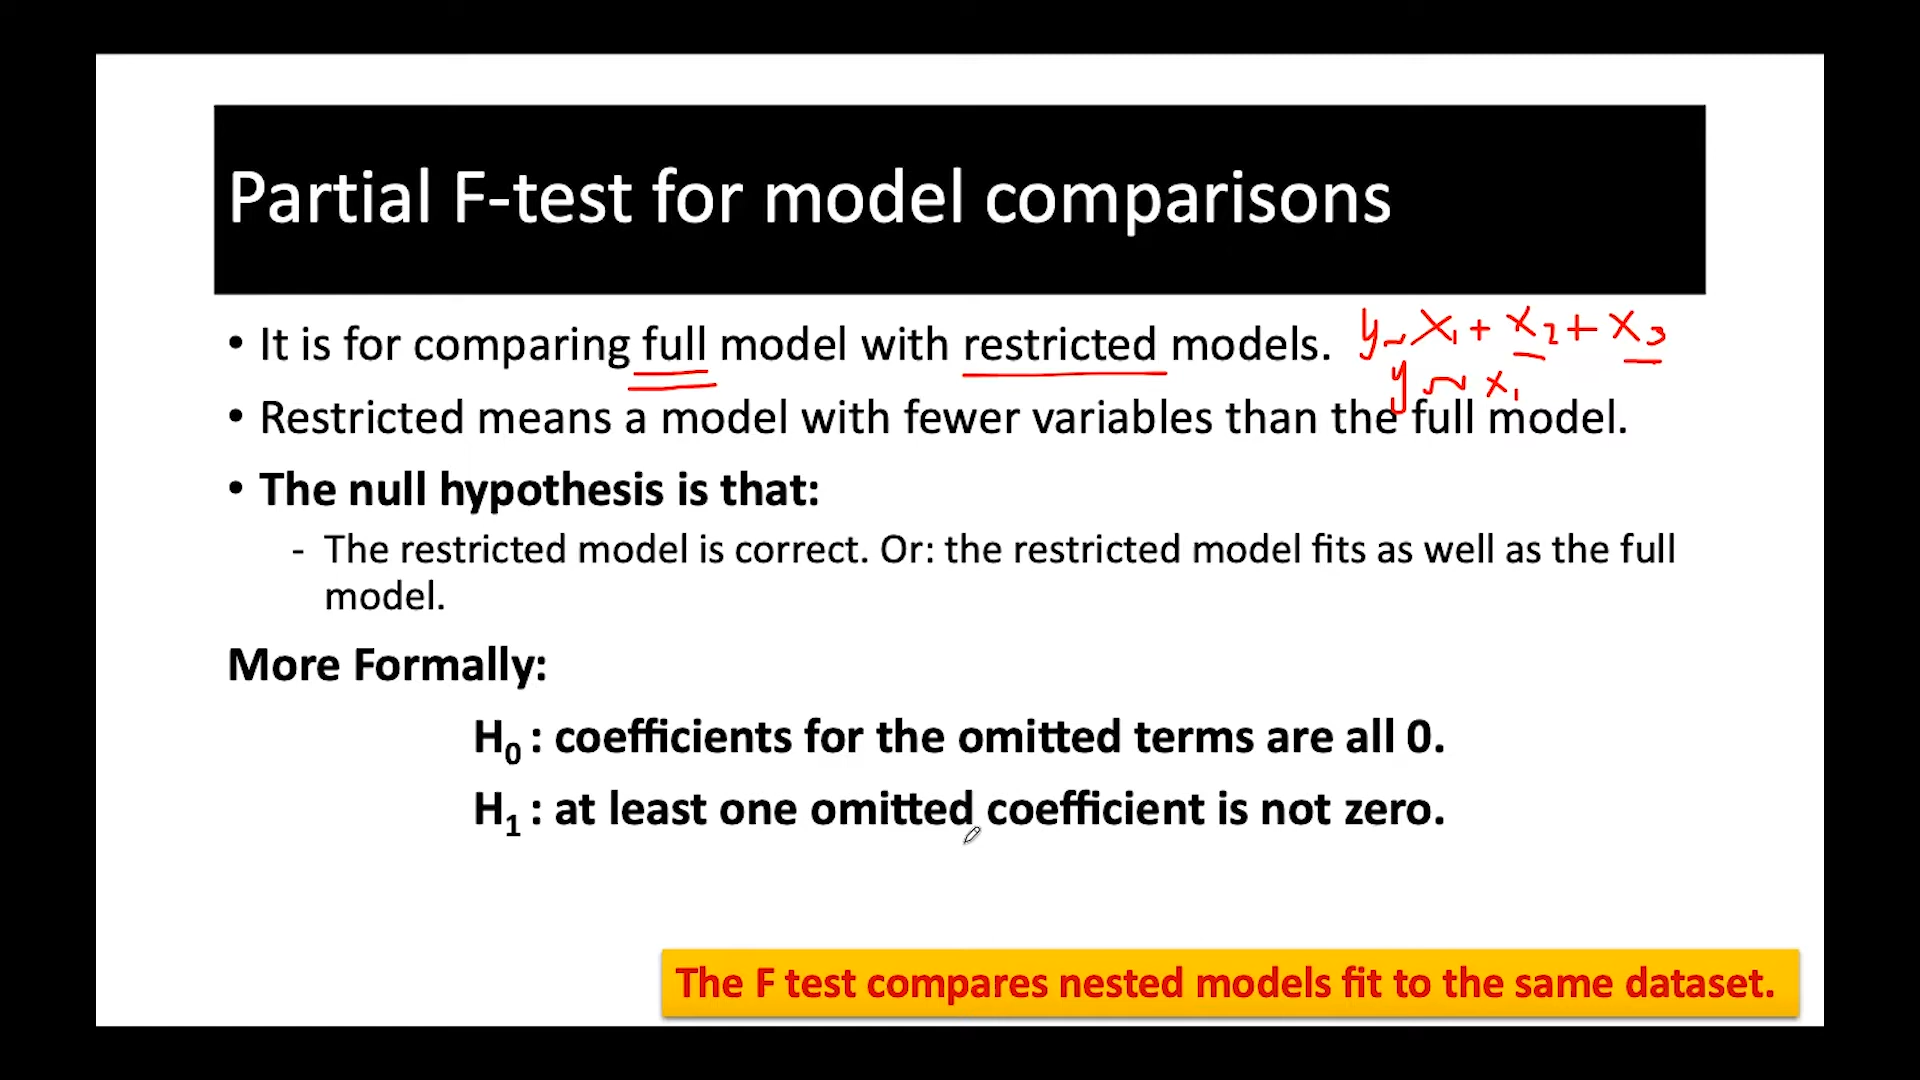 Partial F-test for model comparisons
• It is for comparing full model with restricted models. y ~ x₁ + x₂ + x₃
y ~ x₁
• Restricted means a model with fewer variables than the full model.
• The null hypothesis is that:
- The restricted model is correct. Or: the restricted model fits as well as the full
model.
More Formally:
H₀ : coefficients for the omitted terms are all 0.
H₁ : at least one omitted coefficient is not zero.
The F test compares nested models fit to the same dataset.